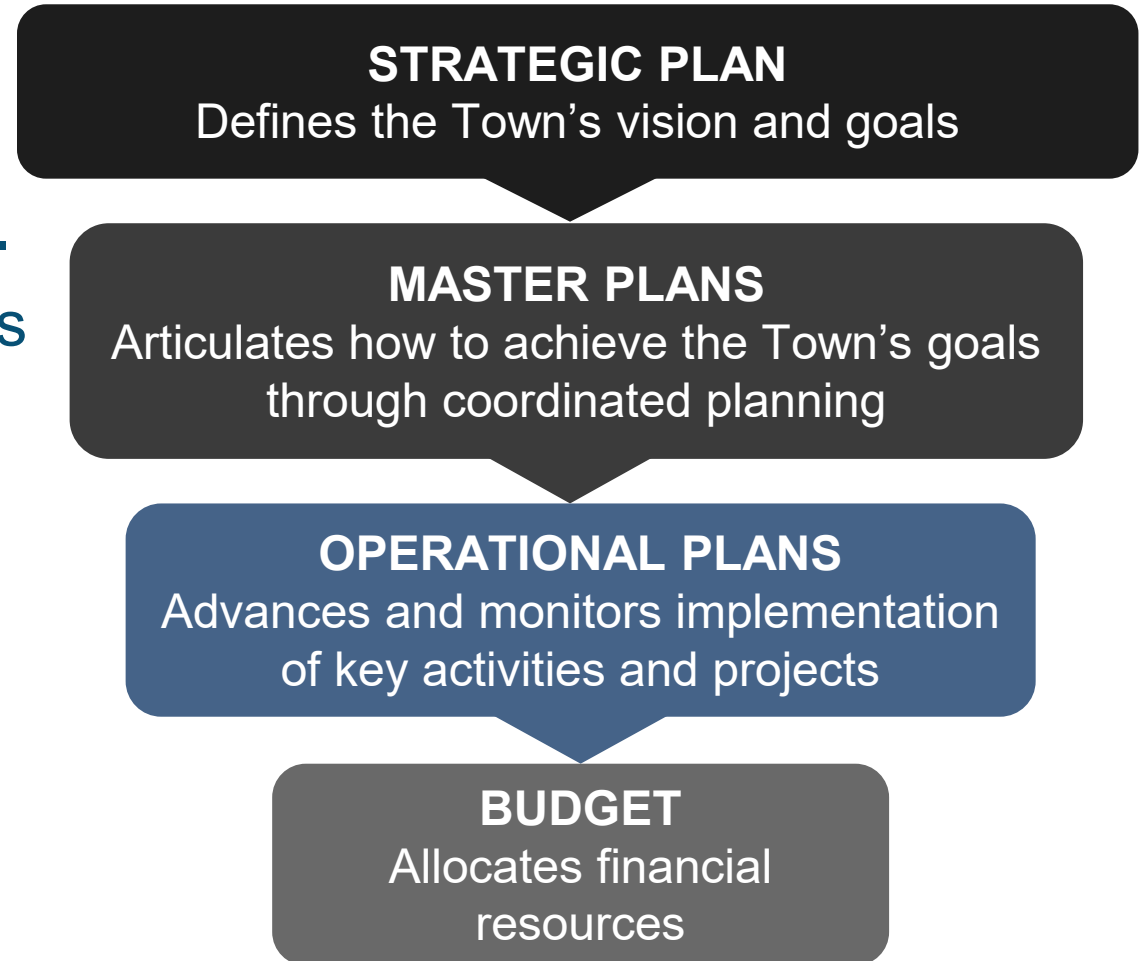 STRATEGIC PLAN
Defines the Town’s vision and goals
s
MASTER PLANS
Articulates how to achieve the Town’s goals
through coordinated planning
OPERATIONAL PLANS
Advances and monitors implementation
of key activities and projects
BUDGET
Allocates financial
resources